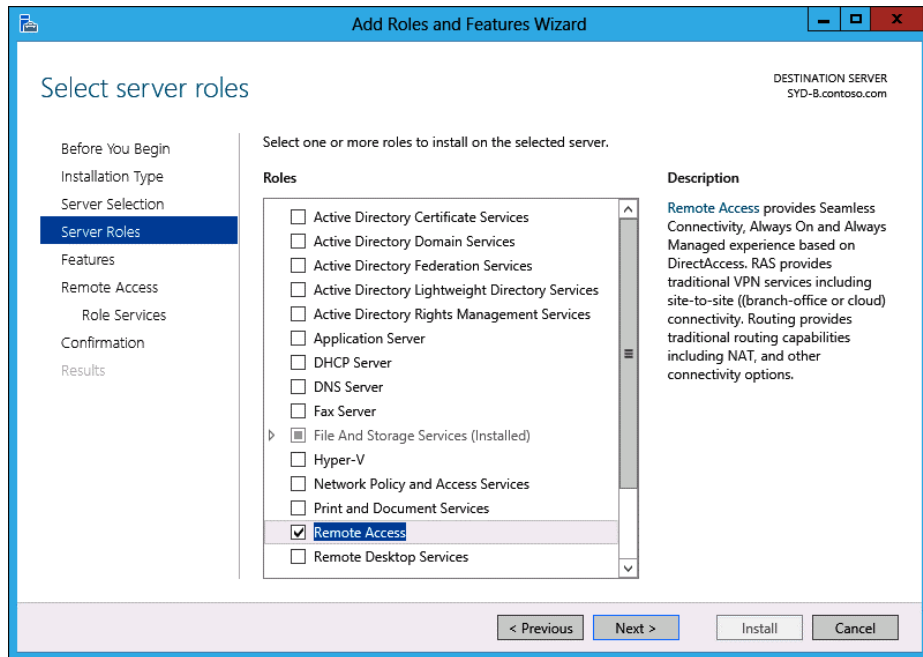 Add Roles and Features Wizard
Select server roles
DESTINATION SERVER
SYD-B.contoso.com
Before You Begin
Installation Type
Server Selection
Server Roles
Features
Remote Access
Role Services
Confirmation
Results
Select one or more roles to install on the selected server.
Roles
Active Directory Certificate Services
Active Directory Domain Services
Active Directory Federation Services
Active Directory Lightweight Directory Services
Active Directory Rights Management Services
Application Server
DHCP Server
DNS Server
Fax Server
File And Storage Services (Installed)
Hyper-V
Network Policy and Access Services
Print and Document Services
Remote Access
Remote Desktop Services
Description
Remote Access provides Seamless
Connectivity, Always On and Always
Managed experience based on
DirectAccess. RAS provides
traditional VPN services including
site-to-site ((branch-office or cloud)
connectivity. Routing provides
traditional routing capabilities
including NAT, and other
connectivity options.
< Previous
Next >
Install
Cancel